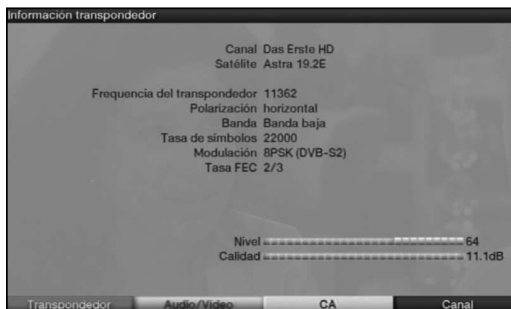 Información transpondedor
Canal Das Erste HD
Satélite Astra 19.2E
Frequencia del transpondedor 11362
Polarización horizontal
Banda Banda baja
Tasa de símbolos 22000
Modulación 8PSK (DVB-S2)
Tasa FEC 2/3
Nivel 64
Calidad 11.1dB
Transpondedor Audio/Video CA Canal